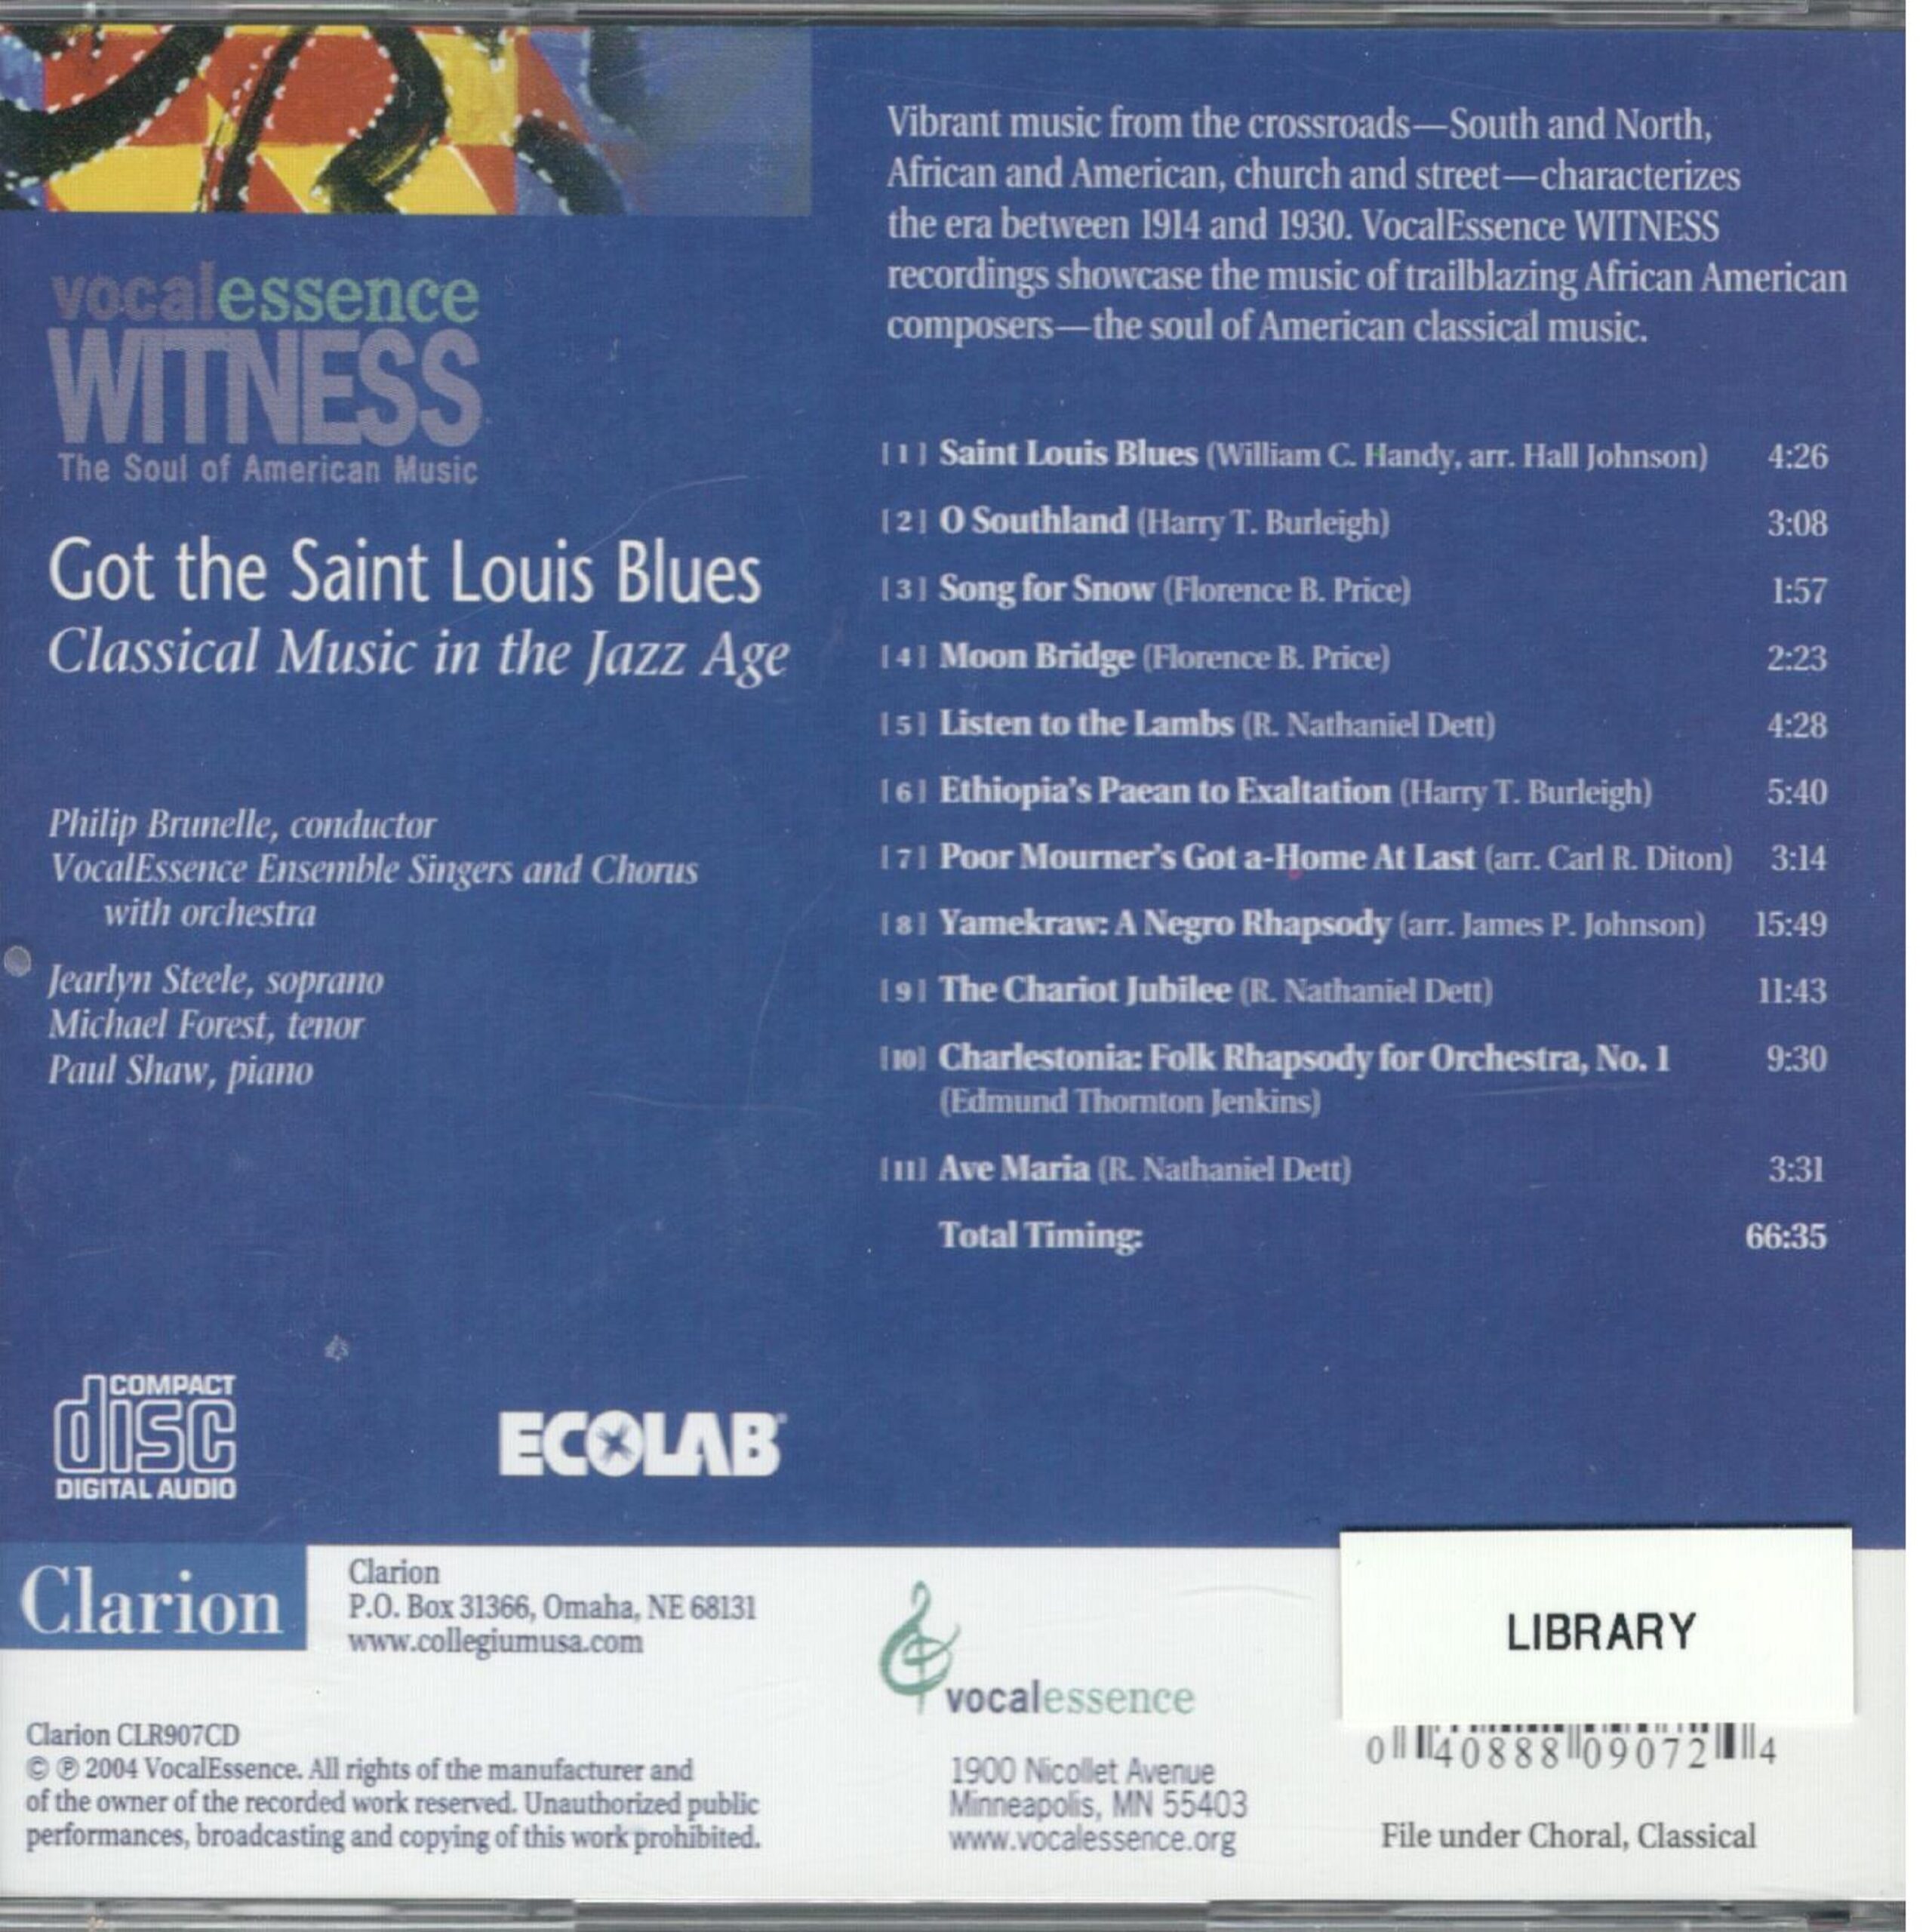 vocalessence
WITNESS
The Soul of American Music
Got the Saint Louis Blues
Classical Music in the Jazz Age
Philip Brunelle, conductor
VocalEssence Ensemble Singers and Chorus
with orchestra
Jearlyn Steele, soprano
Michael Forest, tenor
Paul Shaw, piano
Vibrant music from the crossroads—South and North,
African and American, church and street—characterizes
the era between 1914 and 1930. VocalEssence WITNESS
recordings showcase the music of trailblazing African American
composers—the soul of American classical music.
[1] Saint Louis Blues (William C. Handy, arr. Hall Johnson) 4:26
[2] O Southland (Harry T. Burleigh) 3:08
[3] Song for Snow (Florence B. Price) 1:57
[4] Moon Bridge (Florence B. Price) 2:23
[5] Listen to the Lambs (R. Nathaniel Dett) 4:28
[6] Ethiopia's Paean to Exaltation (Harry T. Burleigh) 5:40
[7] Poor Mourner's Got a-Home At Last (arr. Carl R. Diton) 3:14
[8] Yamekraw: A Negro Rhapsody (arr. James P. Johnson) 15:49
[9] The Chariot Jubilee (R. Nathaniel Dett) 11:43
[10] Charlestonia: Folk Rhapsody for Orchestra, No. 1 9:30
(Edmund Thornton Jenkins)
[11] Ave Maria (R. Nathaniel Dett) 3:31
Total Timing: 66:35
COMPACT
disc
DIGITAL AUDIO
ECOLAB®
Clarion
Clarion
P.O. Box 31366, Omaha, NE 68131
www.collegiumusa.com
Clarion CLR907CD
© ℗ 2004 VocalEssence. All rights of the manufacturer and
of the owner of the recorded work reserved. Unauthorized public
performances, broadcasting and copying of this work prohibited.
vocalessence
1900 Nicollet Avenue
Minneapolis, MN 55403
www.vocalessence.org
LIBRARY
0 40888 09072 4
File under Choral, Classical